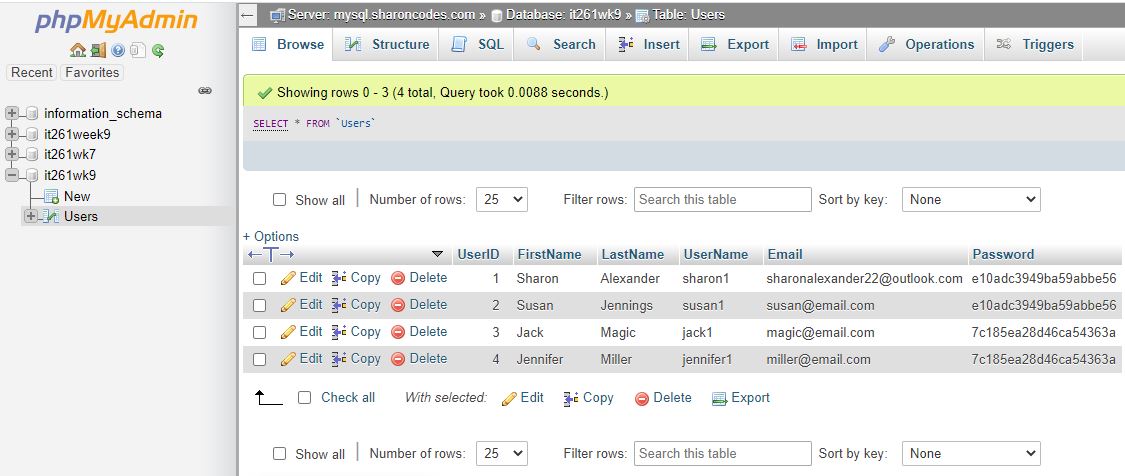 phpMyAdmin
Recent Favorites
information_schema
it261week9
it261wk7
it261wk9
New
Users
Server: mysql.sharoncodes.com » Database: it261wk9 » Table: Users
Browse Structure SQL Search Insert Export Import Operations Triggers
Showing rows 0 - 3 (4 total, Query took 0.0088 seconds.)
SELECT * FROM `Users`
Show all Number of rows: 25 Filter rows: Search this table Sort by key: None
+ Options
UserID FirstName LastName UserName Email Password
Edit Copy Delete 1 Sharon Alexander sharon1 sharonalexander22@outlook.com e10adc3949ba59abbe56
Edit Copy Delete 2 Susan Jennings susan1 susan@email.com e10adc3949ba59abbe56
Edit Copy Delete 3 Jack Magic jack1 magic@email.com 7c185ea28d46ca54363a
Edit Copy Delete 4 Jennifer Miller jennifer1 miller@email.com 7c185ea28d46ca54363a
Check all With selected: Edit Copy Delete Export
Show all Number of rows: 25 Filter rows: Search this table Sort by key: None